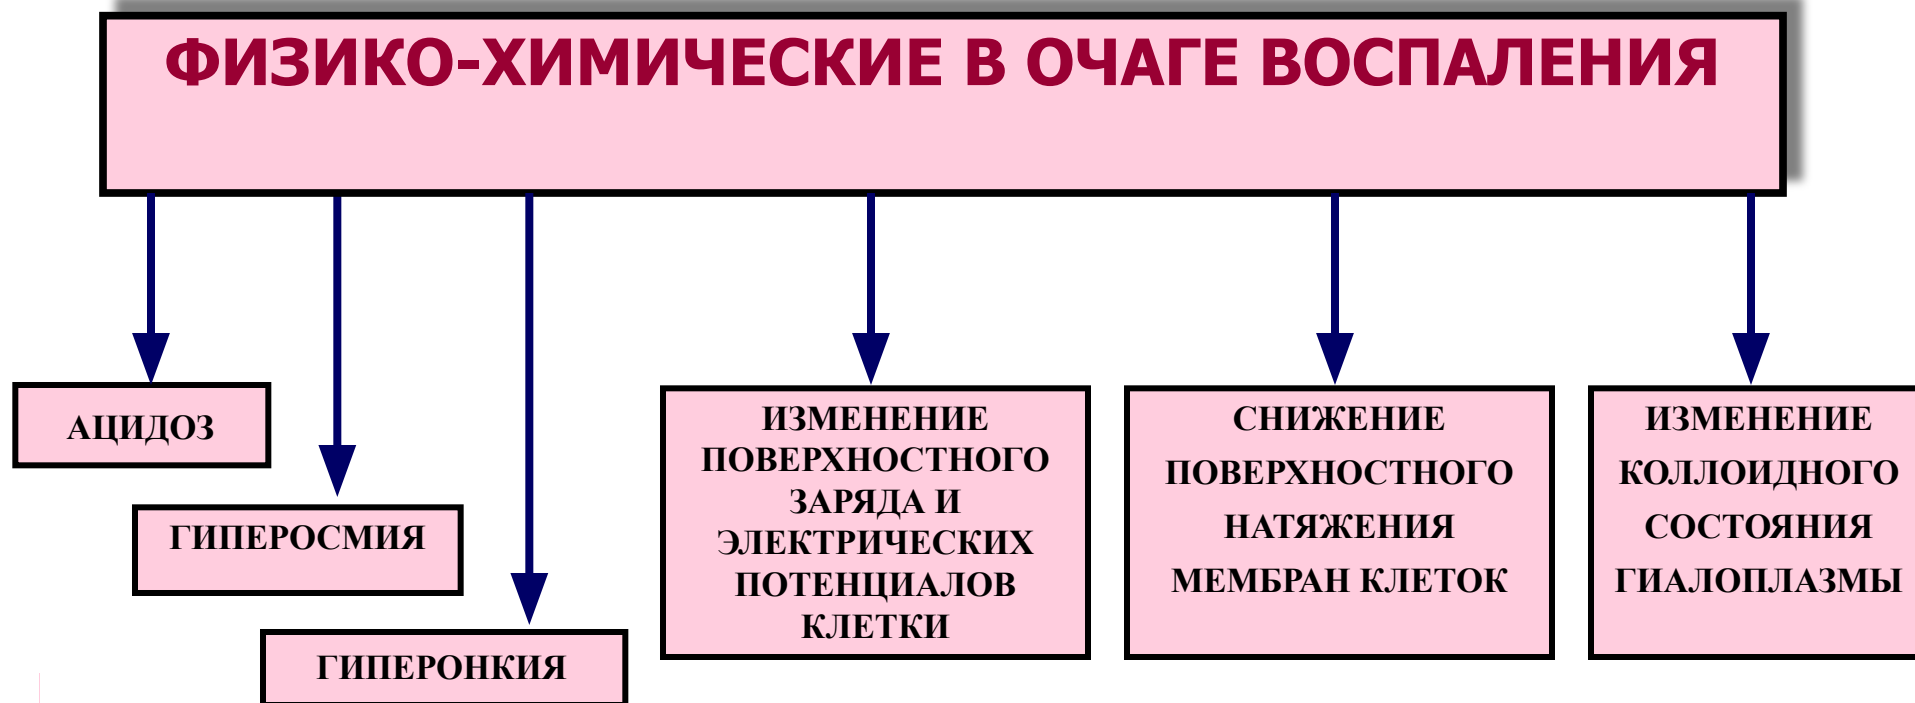 ФИЗИКО-ХИМИЧЕСКИЕ В ОЧАГЕ ВОСПАЛЕНИЯ
АЦИДОЗ
ГИПЕРОСМИЯ
ГИПЕРОНКИЯ
ИЗМЕНЕНИЕ
ПОВЕРХНОСТНОГО
ЗАРЯДА И
ЭЛЕКТРИЧЕСКИХ
ПОТЕНЦИАЛОВ
КЛЕТКИ
СНИЖЕНИЕ
ПОВЕРХНОСТНОГО
НАТЯЖЕНИЯ
МЕМБРАН КЛЕТОК
ИЗМЕНЕНИЕ
КОЛЛОИДНОГО
СОСТОЯНИЯ
ГИАЛОПЛАЗМЫ